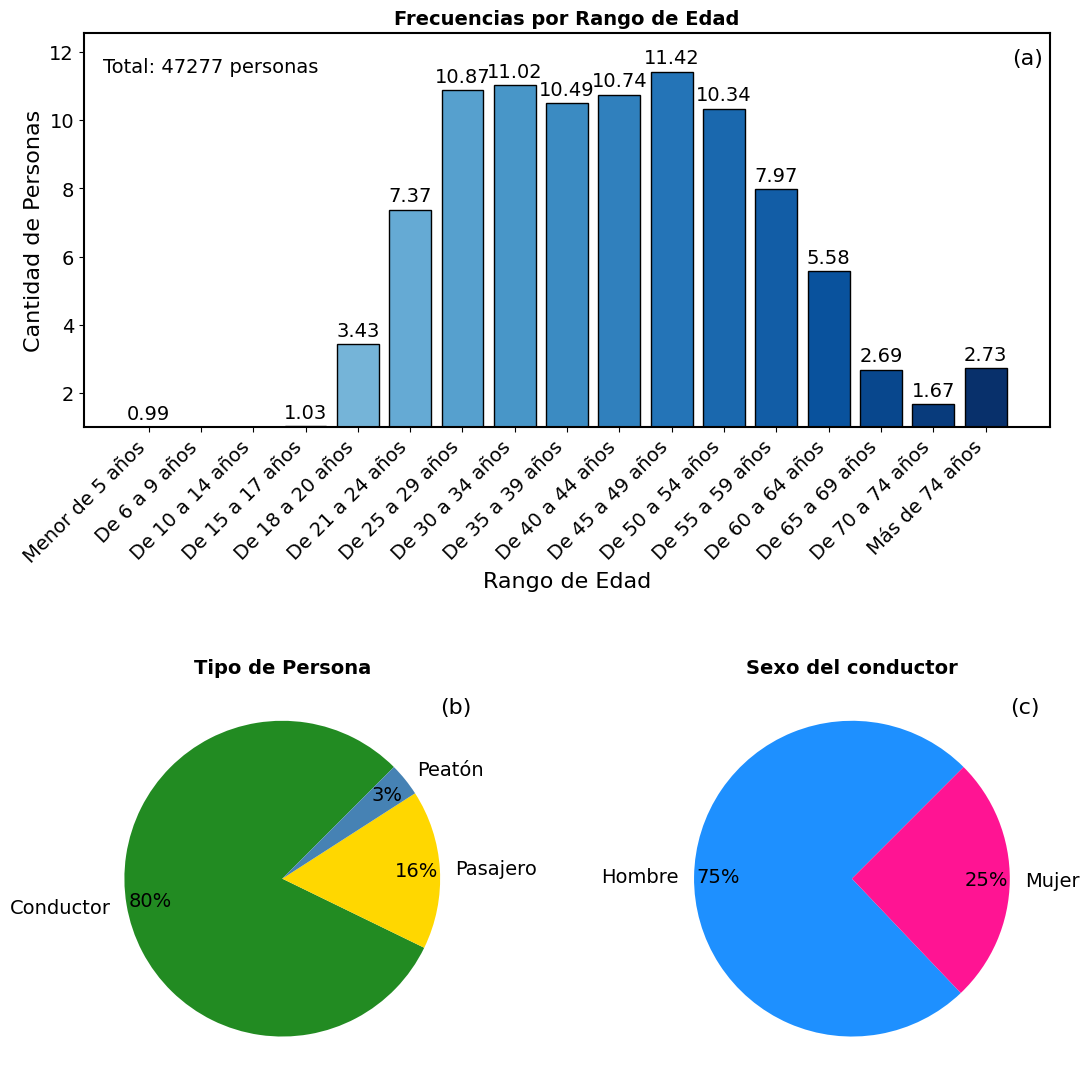 Frecuencias por Rango de Edad
(a)
Total: 47277 personas
Cantidad de Personas
12
10
8
6
4
2
0.99
1.03
3.43
7.37
10.87
11.02
10.49
10.74
11.42
10.34
7.97
5.58
2.69
1.67
2.73
Menor de 5 años
De 6 a 9 años
De 10 a 14 años
De 15 a 17 años
De 18 a 20 años
De 21 a 24 años
De 25 a 29 años
De 30 a 34 años
De 35 a 39 años
De 40 a 44 años
De 45 a 49 años
De 50 a 54 años
De 55 a 59 años
De 60 a 64 años
De 65 a 69 años
De 70 a 74 años
Más de 74 años
Rango de Edad
Tipo de Persona
(b)
Peatón
3%
16%
Pasajero
80%
Conductor
Sexo del conductor
(c)
Hombre
75%
25%
Mujer